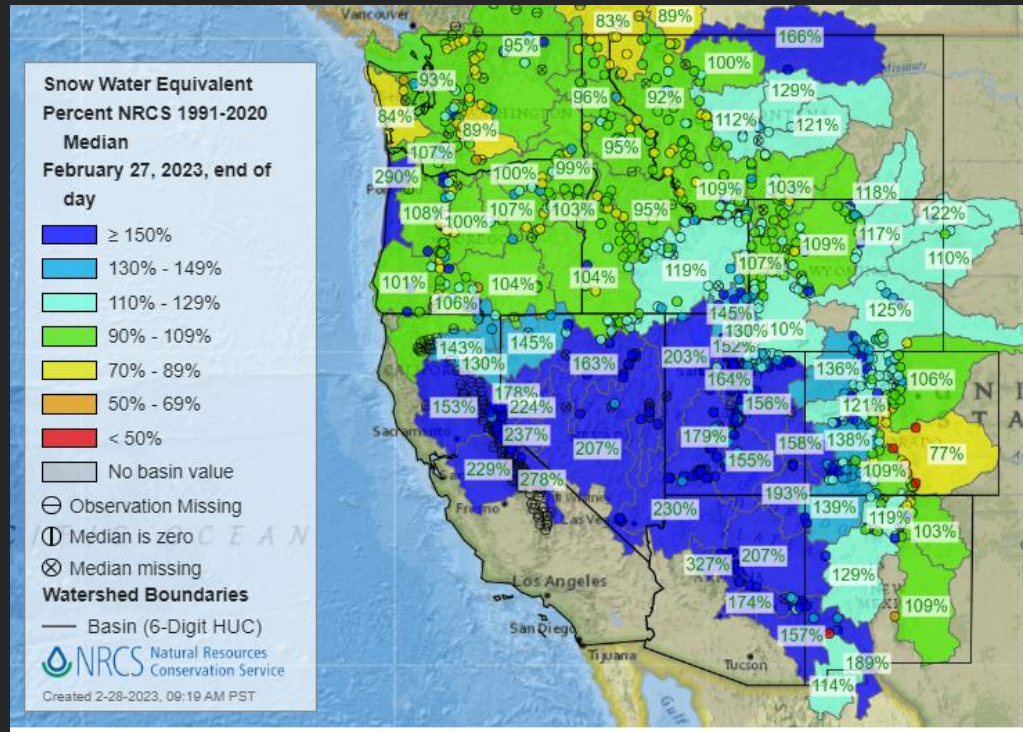 Snow Water Equivalent
Percent NRCS 1991-2020
Median
February 27, 2023, end of
day
≥ 150%
130% - 149%
110% - 129%
90% - 109%
70% - 89%
50% - 69%
< 50%
No basin value
Observation Missing
Median is zero
Median missing
Watershed Boundaries
Basin (6-Digit HUC)
NRCS Natural Resources
Conservation Service
Created 2-28-2023, 09:19 AM PST
Vancouver
83% 89%
95% 166%
100%
93% 129%
96% 92%
84% 112% 121%
89%
95%
107%
99%
290% 100% 109% 103% 118%
108% 100% 107% 103% 95% 122%
117%
109% 110%
107%
101% 104% 104% 119%
106% 125%
145%
143% 145% 130% 10%
130% 163% 203% 152%
136% 106%
164%
178%
153% 224% 156% 121%
Sacramento 237% 207% 179% 158% 138% 77%
229% 155% 109%
278%
Fresno 230% 193% 139% 119%
103%
207%
327%
129%
Los Angeles
174% 109%
San Diego
157%
Tijuana Tucson 189%
114%
Gulf